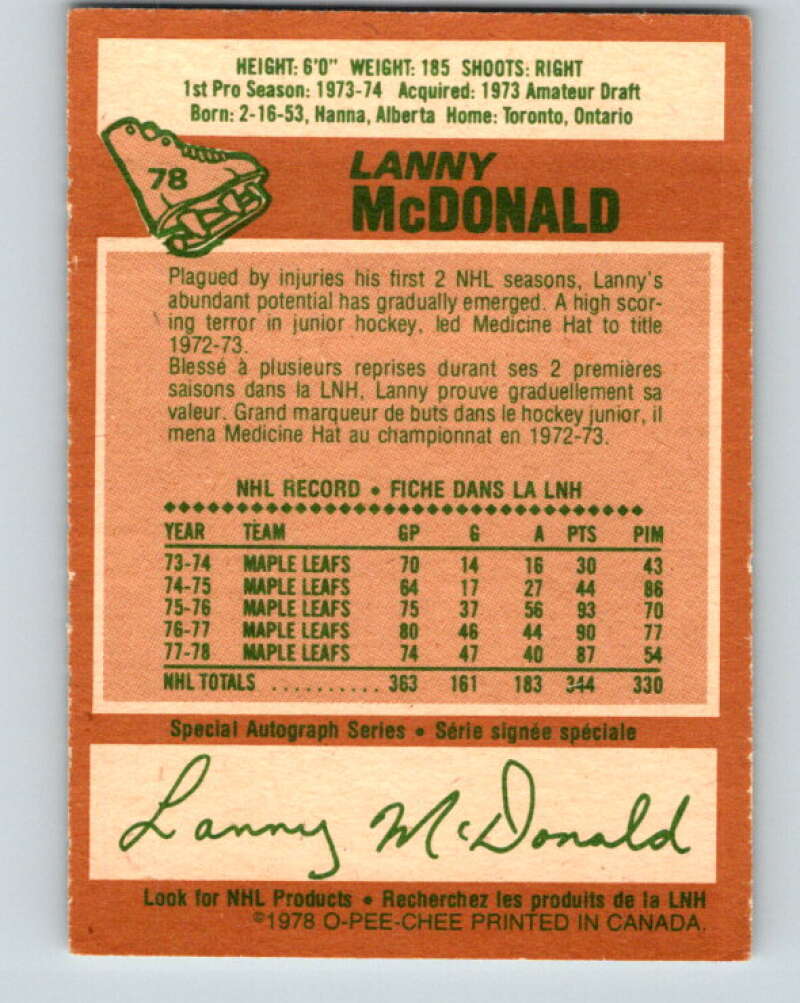 HEIGHT: 6'0" WEIGHT: 185 SHOOTS: RIGHT
1st Pro Season: 1973-74 Acquired: 1973 Amateur Draft
Born: 2-16-53, Hanna, Alberta Home: Toronto, Ontario
78
LANNY
McDONALD
Plagued by injuries his first 2 NHL seasons, Lanny's
abundant potential has gradually emerged. A high scor-
ing terror in junior hockey, led Medicine Hat to title
1972-73.
Blessé à plusieurs reprises durant ses 2 premières
saisons dans la LNH, Lanny prouve graduellement sa
valeur. Grand marqueur de buts dans le hockey junior, il
mena Medicine Hat au championnat en 1972-73.
NHL RECORD • FICHE DANS LA LNH
YEAR TEAM GP G A PTS PIM
73-74 MAPLE LEAFS 70 14 16 30 43
74-75 MAPLE LEAFS 64 17 27 44 86
75-76 MAPLE LEAFS 75 37 56 93 70
76-77 MAPLE LEAFS 80 46 44 90 77
77-78 MAPLE LEAFS 74 47 40 87 54
NHL TOTALS .......... 363 161 183 344 330
Special Autograph Series • Série signée spéciale
Lanny McDonald
Look for NHL Products • Recherchez les produits de la LNH
©1978 O-PEE-CHEE PRINTED IN CANADA.